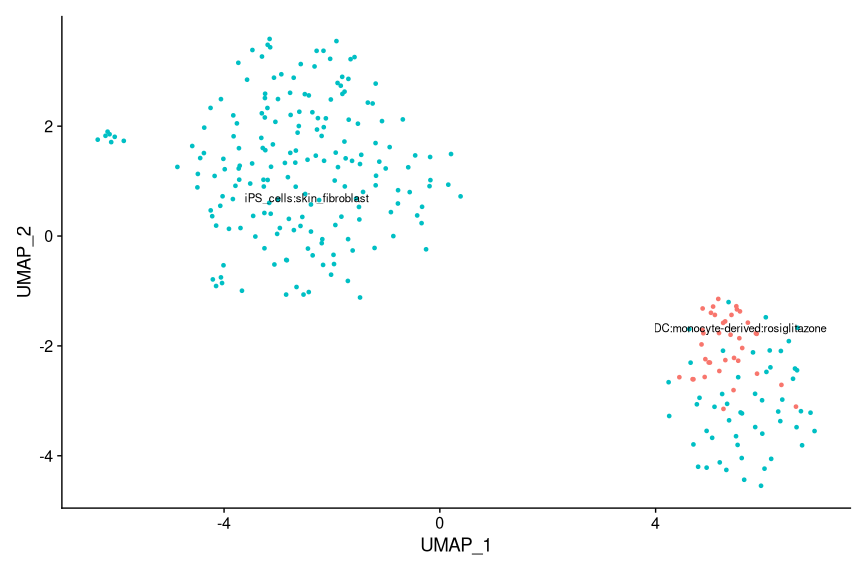 2
0
-2
-4
UMAP_2
iPS_cells:skin_fibroblast
DC:monocyte-derived:rosiglitazone
-4
0
4
UMAP_1